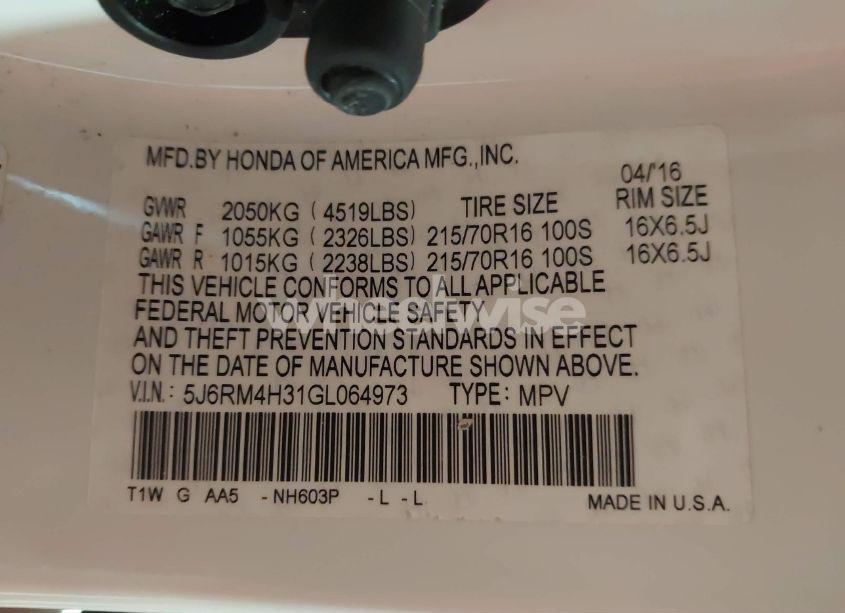 MFD.BY HONDA OF AMERICA MFG.,INC.
04/'16
GVWR 2050KG ( 4519LBS) TIRE SIZE RIM SIZE
GAWR F 1055KG ( 2326LBS) 215/70R16 100S 16X6.5J
GAWR R 1015KG ( 2238LBS) 215/70R16 100S 16X6.5J
THIS VEHICLE CONFORMS TO ALL APPLICABLE
FEDERAL MOTOR VEHICLE SAFETY
AND THEFT PREVENTION STANDARDS IN EFFECT
ON THE DATE OF MANUFACTURE SHOWN ABOVE.
V.I.N.: 5J6RM4H31GL064973 TYPE: MPV
T1W G AA5 -NH603P -L -L
MADE IN U.S.A.
wheelwise